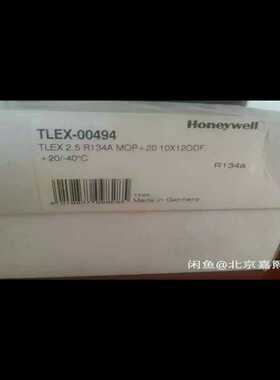 Honeywell
TLEX-00494
TLEX 2.5 R134A MOP+20 10X12ODF
+20/-40°C
R134a
Made in Germany
闲鱼@北京嘉熙